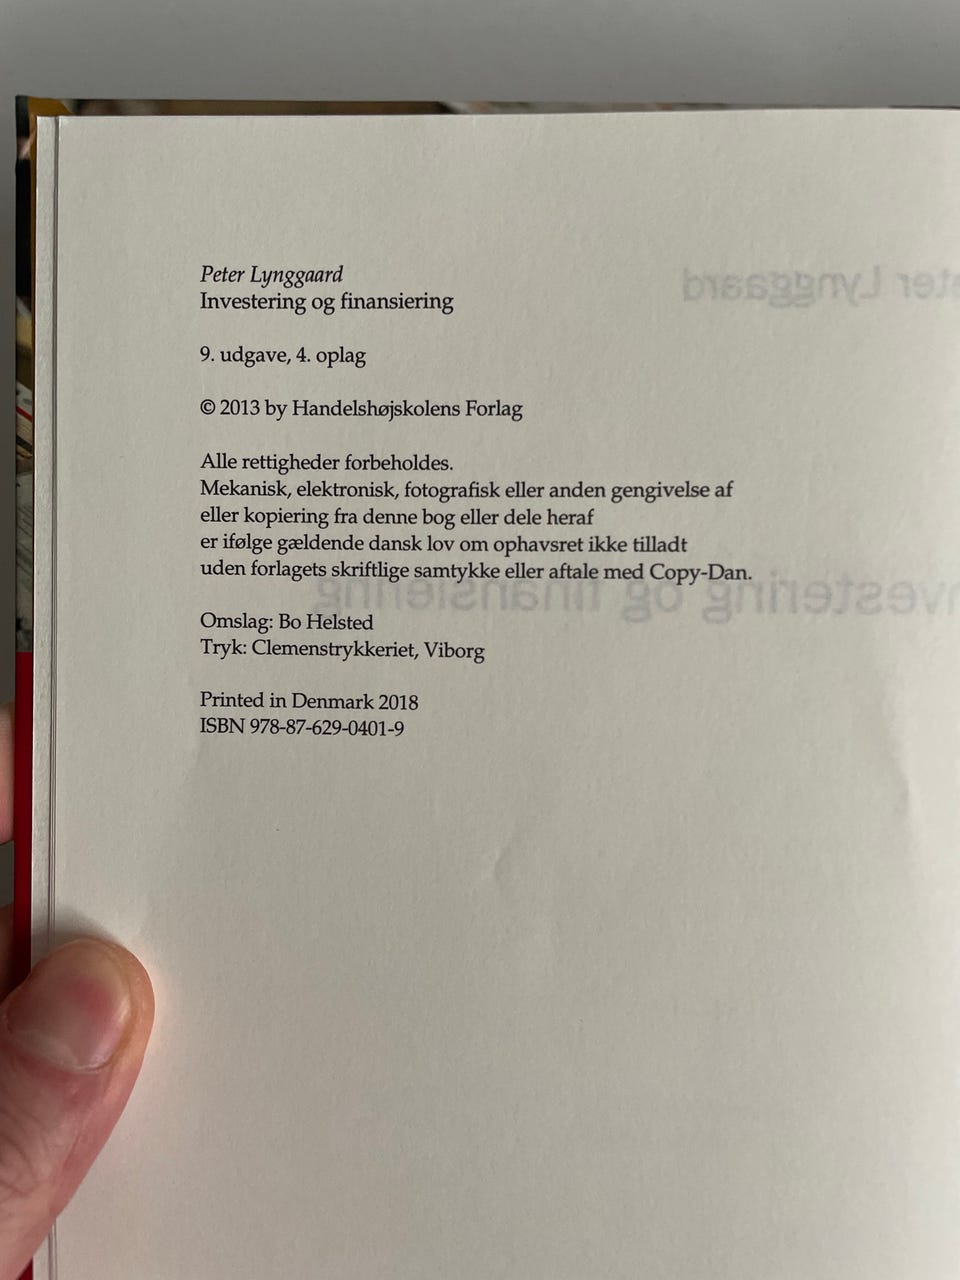 Peter Lynggaard
Investering og finansiering
9. udgave, 4. oplag
© 2013 by Handelshøjskolens Forlag
Alle rettigheder forbeholdes.
Mekanisk, elektronisk, fotografisk eller anden gengivelse af
eller kopiering fra denne bog eller dele heraf
er ifølge gældende dansk lov om ophavsret ikke tilladt
uden forlagets skriftlige samtykke eller aftale med Copy-Dan.
Omslag: Bo Helsted
Tryk: Clemenstrykkeriet, Viborg
Printed in Denmark 2018
ISBN 978-87-629-0401-9